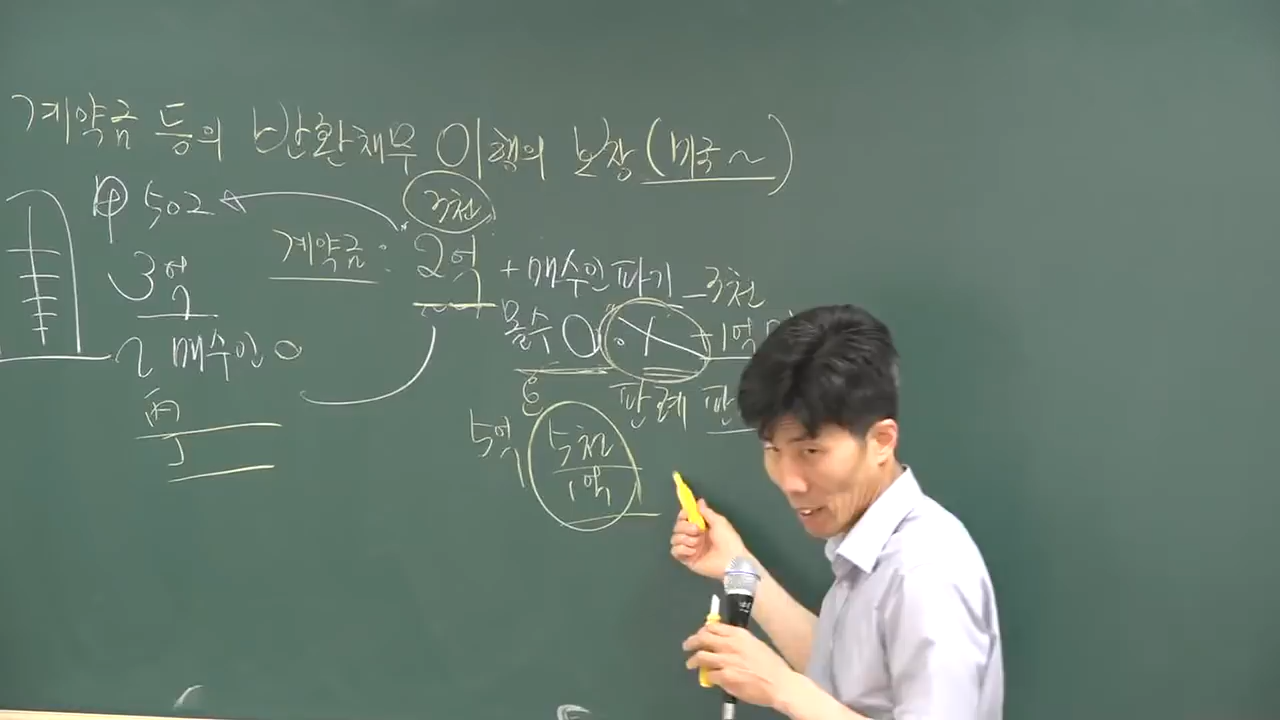 계약금 등의 반환채무 이행의 보장 (미국 ~)
502
3천
3억
계약금 : 2억 + 매수인 파기 - 3천
몰수 O . X + 1억
매수인 O
판례 판
5억
5천
1억